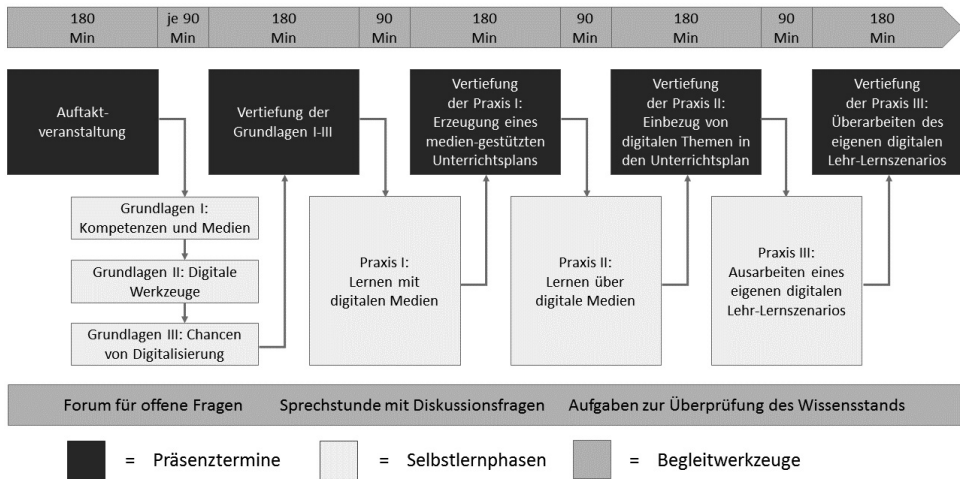 180
Min
je 90
Min
180
Min
90
Min
180
Min
90
Min
180
Min
90
Min
180
Min
Auftakt-
veranstaltung
Vertiefung der
Grundlagen I-III
Vertiefung
der Praxis I:
Erzeugung eines
medien-gestützten
Unterrichtsplans
Vertiefung
der Praxis II:
Einbezug von
digitalen Themen in
den Unterrichtsplan
Vertiefung
der Praxis III:
Überarbeiten des
eigenen digitalen
Lehr-Lernszenarios
Grundlagen I:
Kompetenzen und Medien
Grundlagen II: Digitale
Werkzeuge
Grundlagen III: Chancen
von Digitalisierung
Praxis I:
Lernen mit
digitalen Medien
Praxis II:
Lernen über
digitale Medien
Praxis III:
Ausarbeiten eines
eigenen digitalen
Lehr-Lernszenarios
Forum für offene Fragen Sprechstunde mit Diskussionsfragen Aufgaben zur Überprüfung des Wissensstands
= Präsenztermine = Selbstlernphasen = Begleitwerkzeuge